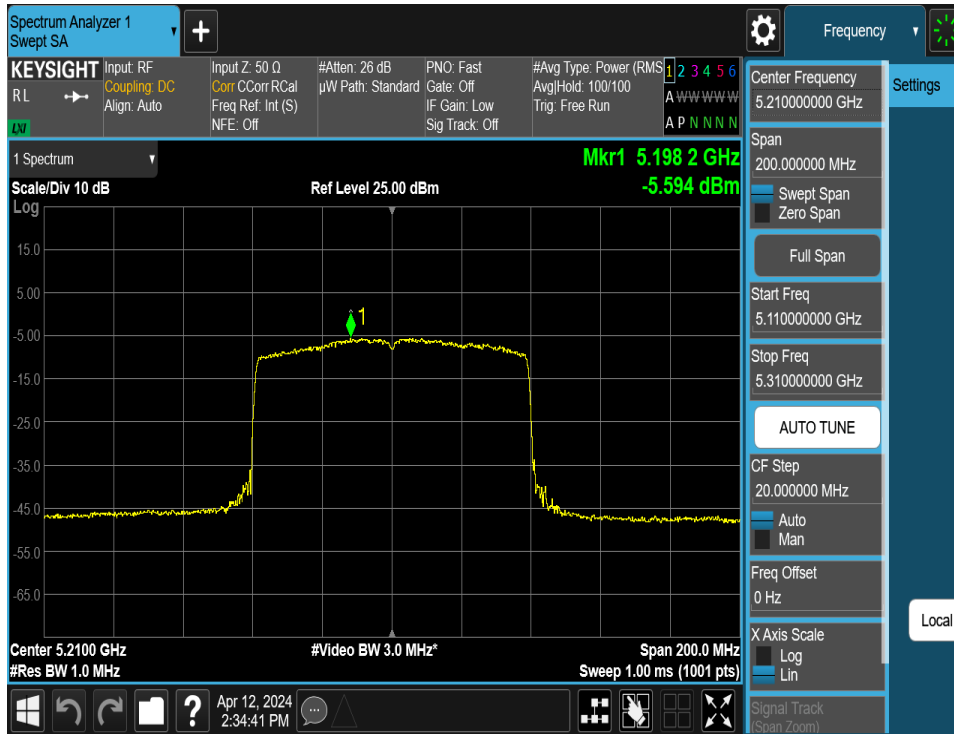 Spectrum Analyzer 1
Swept SA
+
Frequency
KEYSIGHT
RL
LXI
Input: RF
Coupling: DC
Align: Auto
Input Z: 50 Ω
Corr CCorr RCal
Freq Ref: Int (S)
NFE: Off
#Atten: 26 dB
µW Path: Standard
PNO: Fast
Gate: Off
IF Gain: Low
Sig Track: Off
#Avg Type: Power (RMS
Avg|Hold: 100/100
Trig: Free Run
1 2 3 4 5 6
A W W W W W
A P N N N N
1 Spectrum
Mkr1 5.198 2 GHz
-5.594 dBm
Scale/Div 10 dB
Ref Level 25.00 dBm
Log
15.0
5.00
-5.00
-15.0
-25.0
-35.0
-45.0
-55.0
-65.0
1
Center 5.2100 GHz
#Video BW 3.0 MHz*
Span 200.0 MHz
#Res BW 1.0 MHz
Sweep 1.00 ms (1001 pts)
Center Frequency
5.210000000 GHz
Span
200.000000 MHz
Swept Span
Zero Span
Full Span
Start Freq
5.110000000 GHz
Stop Freq
5.310000000 GHz
AUTO TUNE
CF Step
20.000000 MHz
Auto
Man
Freq Offset
0 Hz
X Axis Scale
Log
Lin
Signal Track
(Span Zoom)
Settings
Local
?
Apr 12, 2024
2:34:41 PM